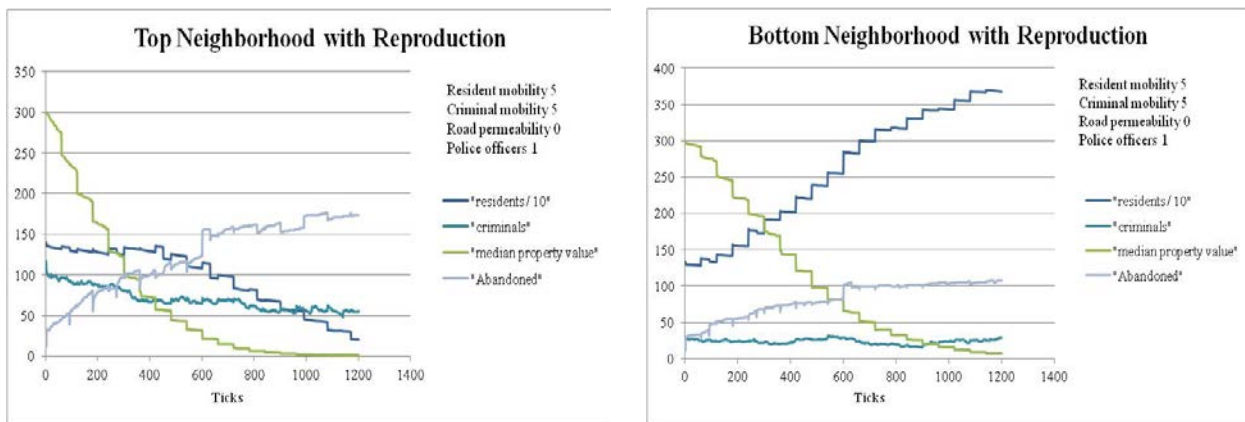 Top Neighborhood with Reproduction
350
300
250
200
150
100
50
0
0 200 400 600 800 1000 1200 1400
Ticks
Resident mobility 5
Criminal mobility 5
Road permeability 0
Police officers 1
"residents / 10"
"criminals"
"median property value"
"Abandoned"
Bottom Neighborhood with Reproduction
400
350
300
250
200
150
100
50
0
0 200 400 600 800 1000 1200 1400
Ticks
Resident mobility 5
Criminal mobility 5
Road permeability 0
Police officers 1
"residents / 10"
"criminals"
"median property value"
"Abandoned"